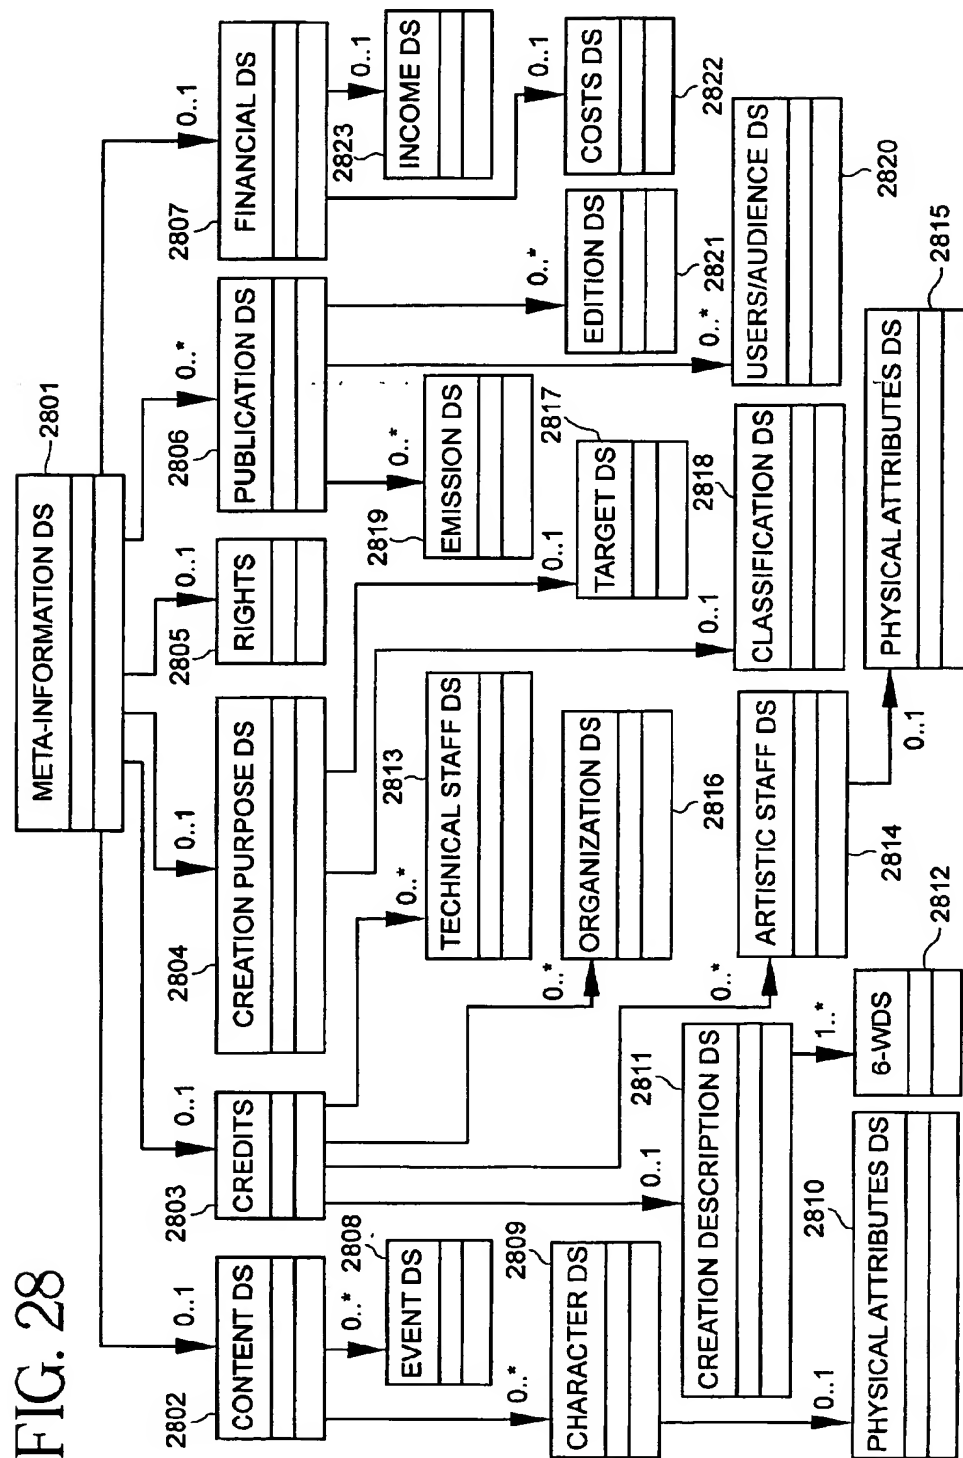 FIG. 28
META-INFORMATION DS
2801
0..1
0..1
0..1
0..1
0..*
0..1
2802
CONTENT DS
2803
CREDITS
2804
CREATION PURPOSE DS
2805
RIGHTS
2806
PUBLICATION DS
2807
FINANCIAL DS
0..*
EVENT DS
2808
0..*
CHARACTER DS
2809
0..1
PHYSICAL ATTRIBUTES DS
2810
0..1
CREATION DESCRIPTION DS
2811
1..*
6-WDS
2812
0..*
TECHNICAL STAFF DS
2813
0..*
ORGANIZATION DS
2816
0..*
ARTISTIC STAFF DS
2814
0..1
PHYSICAL ATTRIBUTES DS
2815
0..1
TARGET DS
2817
0..1
CLASSIFICATION DS
2818
0..*
EMISSION DS
2819
0..*
EDITION DS
2821
0..*
USERS/AUDIENCE DS
2820
0..1
INCOME DS
2823
0..1
COSTS DS
2822